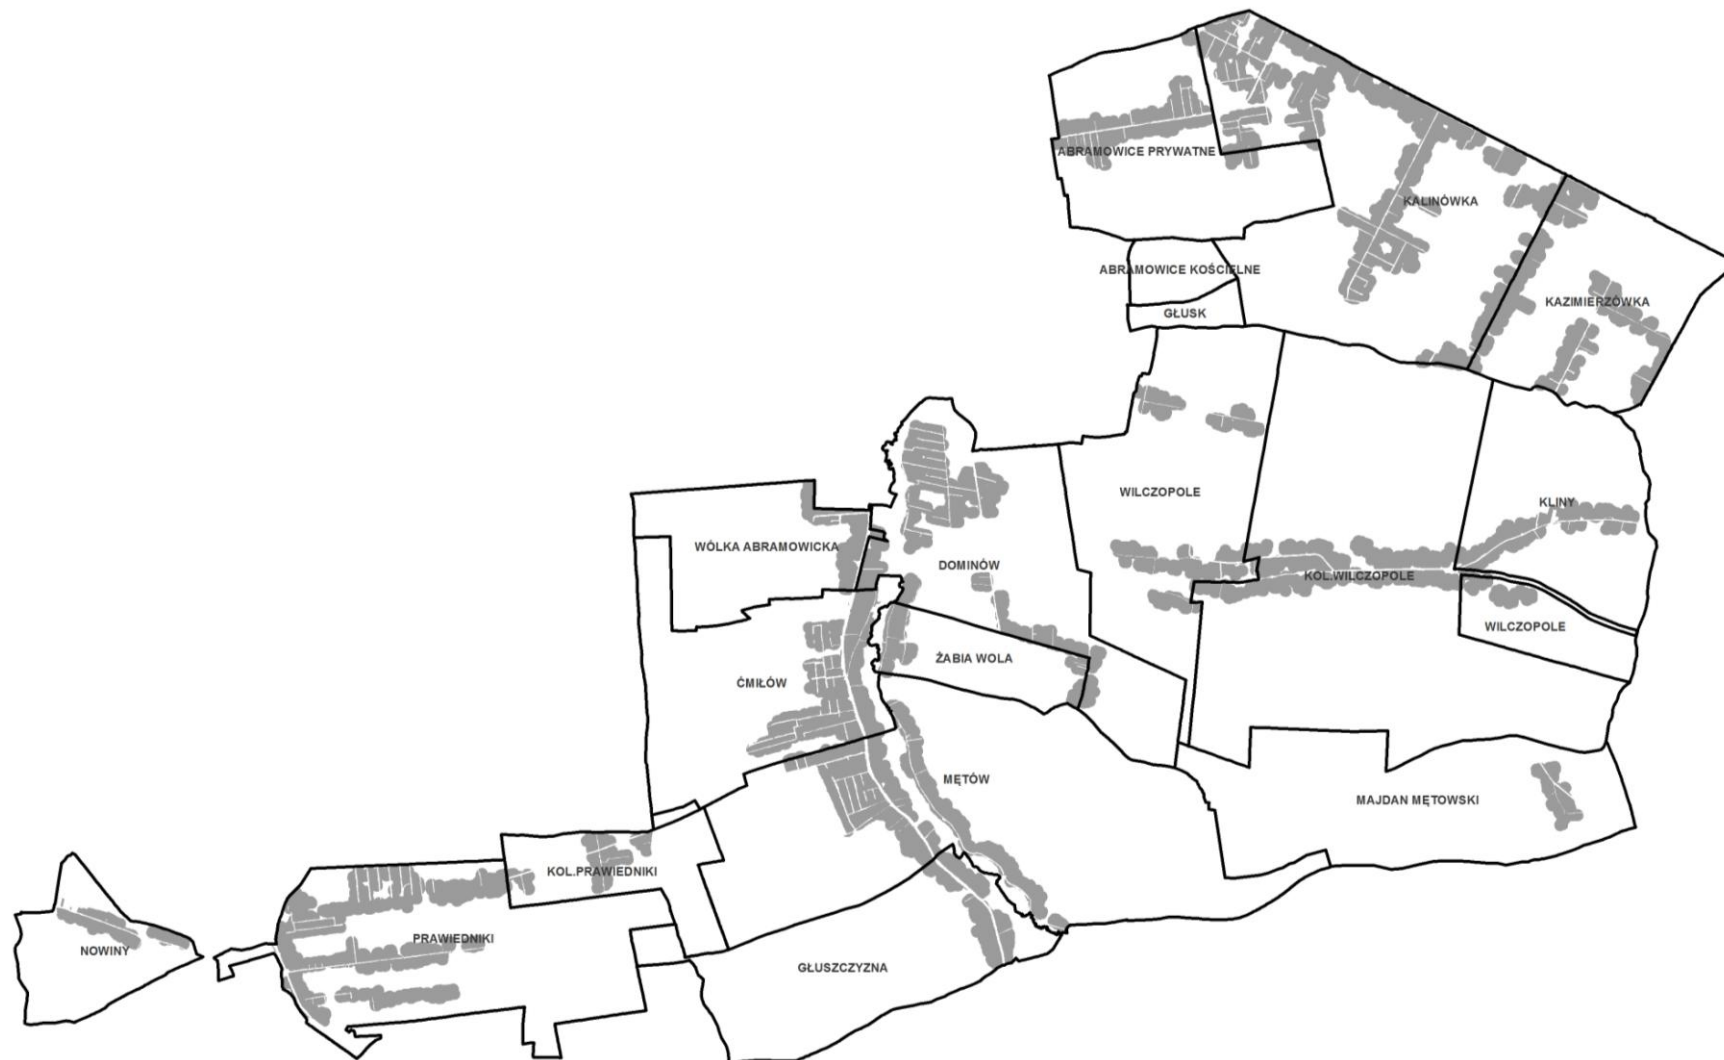 ABRAMOWICE PRYWATNE
KALINÓWKA
ABRAMOWICE KOŚCIELNE
KAZIMIERZÓWKA
GŁUSK
WILCZOPOLE
KLINY
WÓLKA ABRAMOWICKA
DOMINÓW
KOL.WILCZOPOLE
WILCZOPOLE
ŻABIA WOLA
ĆMIŁÓW
MĘTÓW
MAJDAN MĘTOWSKI
KOL.PRAWIEDNIKI
PRAWIEDNIKI
NOWINY
GŁUSZCZYZNA